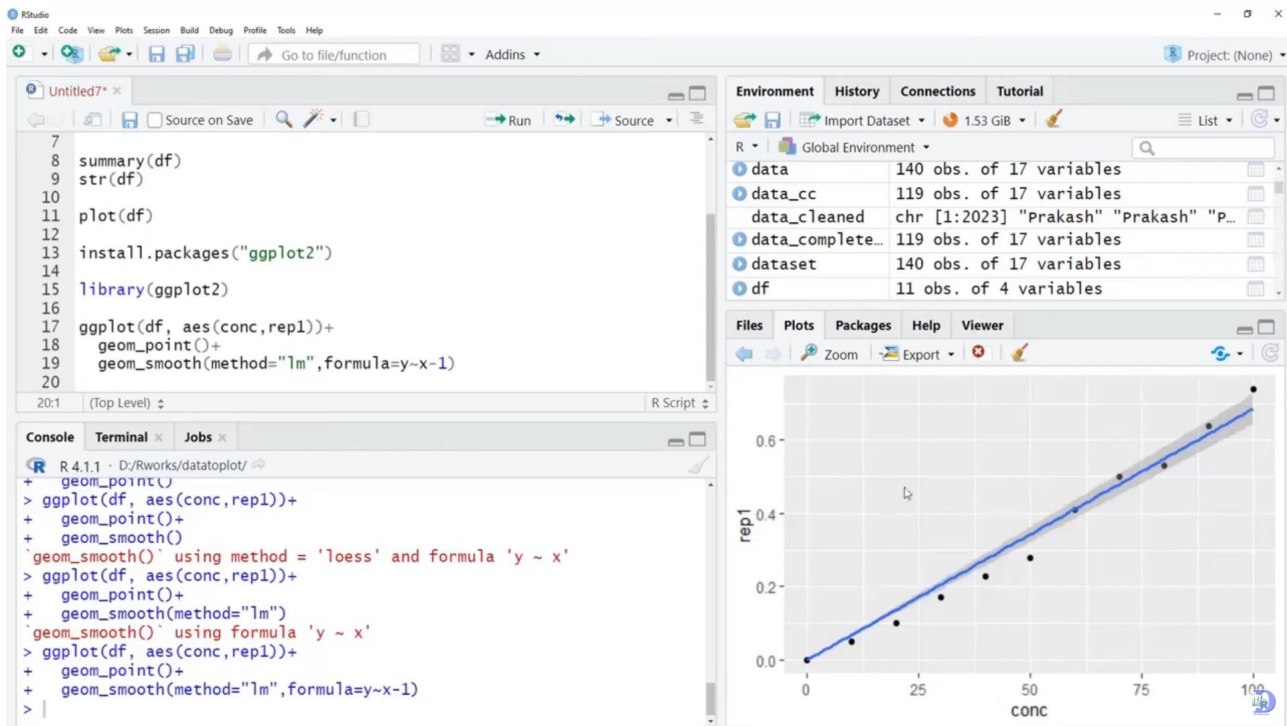 RStudio
File Edit Code View Plots Session Build Debug Profile Tools Help
Go to file/function Addins Project: (None)
Untitled7*
Source on Save Run Source
7
8 summary(df)
9 str(df)
10
11 plot(df)
12
13 install.packages("ggplot2")
14
15 library(ggplot2)
16
17 ggplot(df, aes(conc,rep1))+
18 geom_point()+
19 geom_smooth(method="lm",formula=y~x-1)
20
20:1 (Top Level) R Script
Console Terminal Jobs
R 4.1.1 · D:/Rworks/datatoplot/
+ geom_point()
> ggplot(df, aes(conc,rep1))+
+ geom_point()+
+ geom_smooth()
`geom_smooth()` using method = 'loess' and formula 'y ~ x'
> ggplot(df, aes(conc,rep1))+
+ geom_point()+
+ geom_smooth(method="lm")
`geom_smooth()` using formula 'y ~ x'
> ggplot(df, aes(conc,rep1))+
+ geom_point()+
+ geom_smooth(method="lm",formula=y~x-1)
>
Environment History Connections Tutorial
Import Dataset 1.53 GiB List
R Global Environment
data 140 obs. of 17 variables
data_cc 119 obs. of 17 variables
data_cleaned chr [1:2023] "Prakash" "Prakash" "P…
data_complete… 119 obs. of 17 variables
dataset 140 obs. of 17 variables
df 11 obs. of 4 variables
Files Plots Packages Help Viewer
Zoom Export
0.6
0.4
0.2
0.0
rep1
0 25 50 75 100
conc